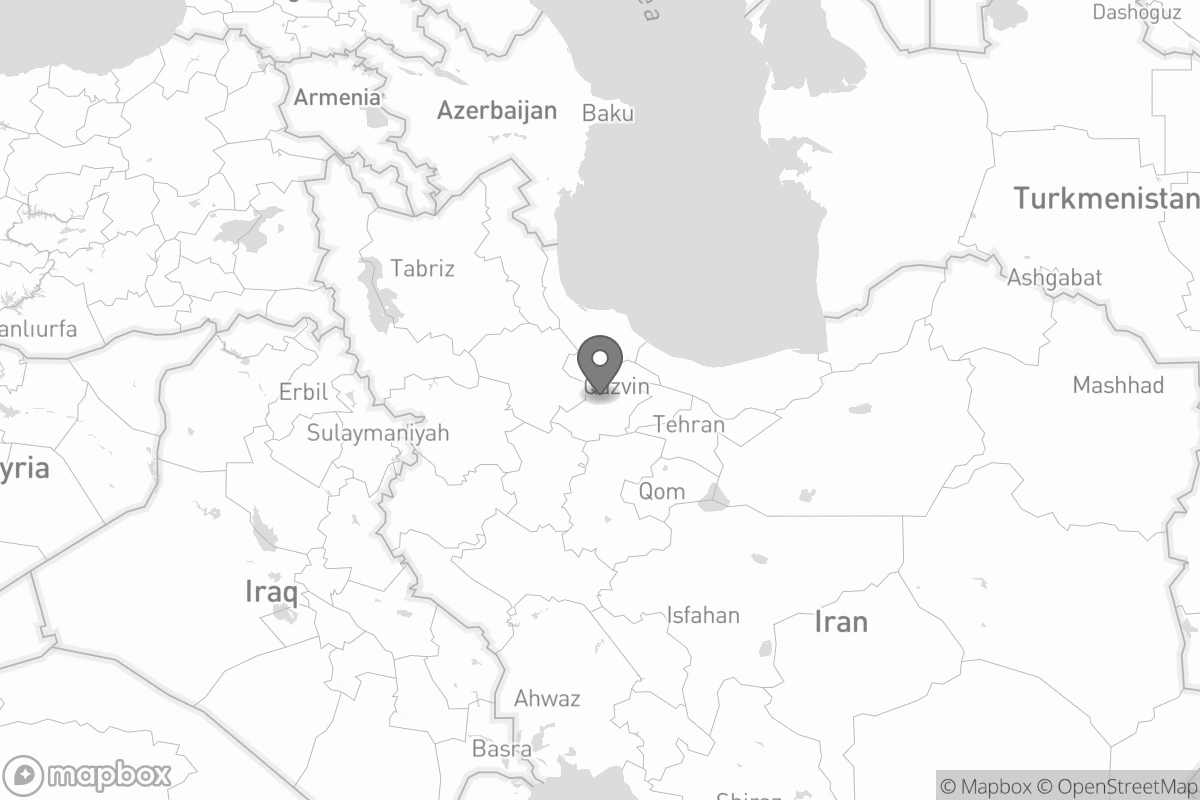 Dashoguz
Armenia
Azerbaijan
Baku
Turkmenistan
Tabriz
Ashgabat
anlıurfa
Erbil
Qazvin
Mashhad
Sulaymaniyah
Tehran
yria
Qom
Iraq
Isfahan
Iran
Ahwaz
Basra
mapbox
© Mapbox © OpenStreetMap